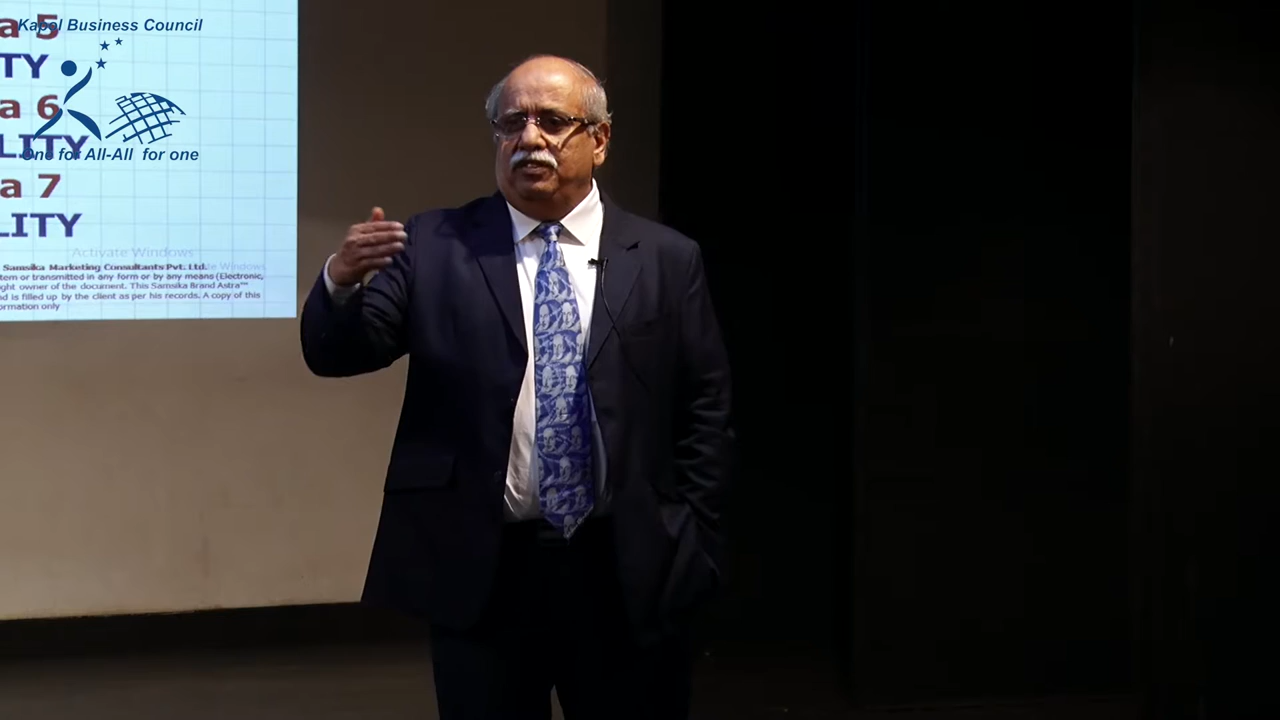 Kapol Business Council
a 5
TY
a 6
LITY
One for All-All for one
a 7
LITY
Activate Windows
Samsika Marketing Consultants Pvt. Ltd.
tem or transmitted in any form or by any means (Electronic,
ght owner of the document. This Samsika Brand Astra™
nd is filled up by the client as per his records. A copy of this
ormation only